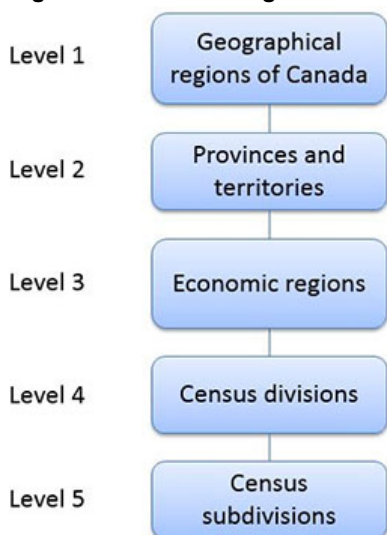 Level 1
Geographical
regions of Canada
Level 2
Provinces and
territories
Level 3
Economic regions
Level 4
Census divisions
Level 5
Census
subdivisions